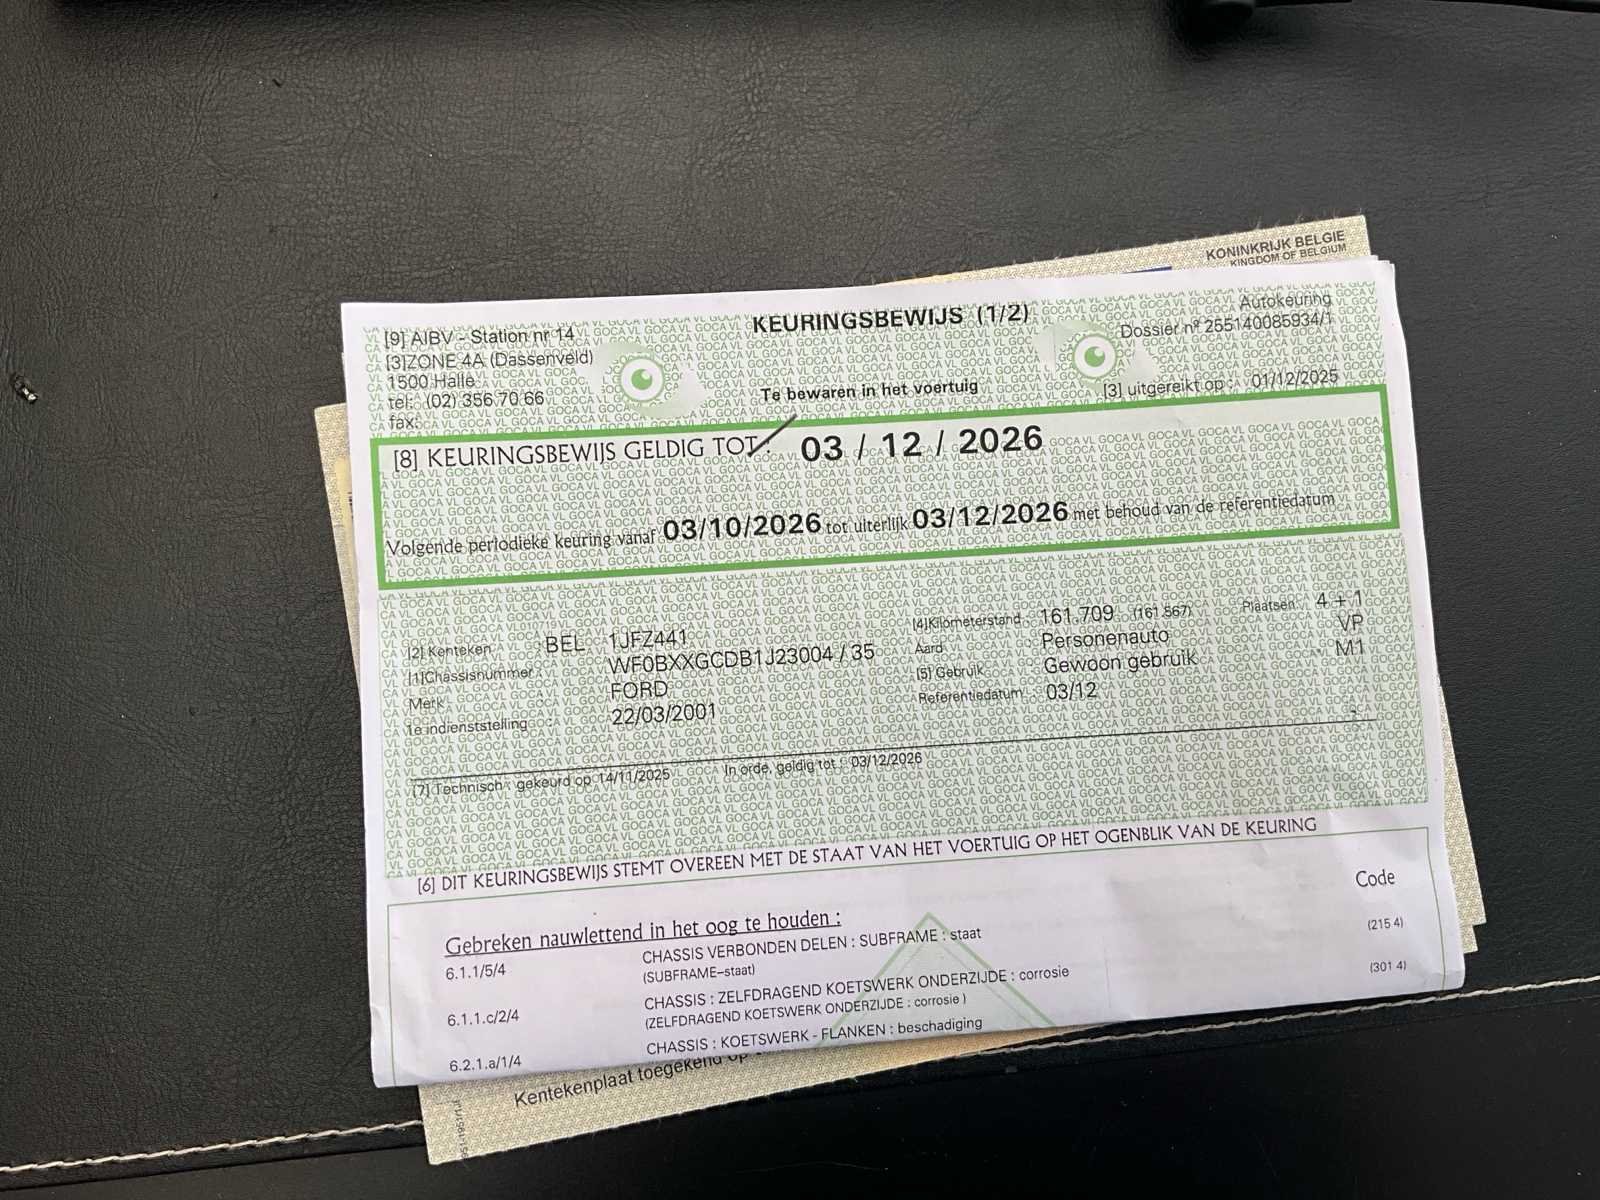 KONINKRIJK BELGIE
KINGDOM OF BELGIUM
[9] AIBV - Station nr 14
[3]ZONE 4A (Dassenveld)
1500 Halle
tel: (02) 356 70 66
fax:
KEURINGSBEWIJS (1/2)
Te bewaren in het voertuig
Autokeuring
Dossier nº 255140085934/1
[3] uitgereikt op : 01/12/2025
[8] KEURINGSBEWIJS GELDIG TOT : 03 / 12 / 2026
Volgende periodieke keuring vanaf 03/10/2026 tot uiterlijk 03/12/2026 met behoud van de referentiedatum
[2] Kenteken : BEL 1JFZ441
[1]Chassisnummer : WF0BXXGCDB1J23004 / 35
Merk : FORD
1e indienststelling : 22/03/2001
[4]Kilometerstand : 161.709 (161.567) Plaatsen : 4 + 1
Aard : Personenauto VP
[5] Gebruik : Gewoon gebruik M1
Referentiedatum : 03/12
[7] Technisch : gekeurd op 14/11/2025 In orde, geldig tot : 03/12/2026
[6] DIT KEURINGSBEWIJS STEMT OVEREEN MET DE STAAT VAN HET VOERTUIG OP HET OGENBLIK VAN DE KEURING
Gebreken nauwlettend in het oog te houden : Code
6.1.1/5/4 CHASSIS VERBONDEN DELEN : SUBFRAME : staat (215 4)
(SUBFRAME–staat)
6.1.1.c/2/4 CHASSIS : ZELFDRAGEND KOETSWERK ONDERZIJDE : corrosie (301 4)
(ZELFDRAGEND KOETSWERK ONDERZIJDE : corrosie )
6.2.1.a/1/4 CHASSIS : KOETSWERK - FLANKEN : beschadiging
Kentekenplaat toegekend op